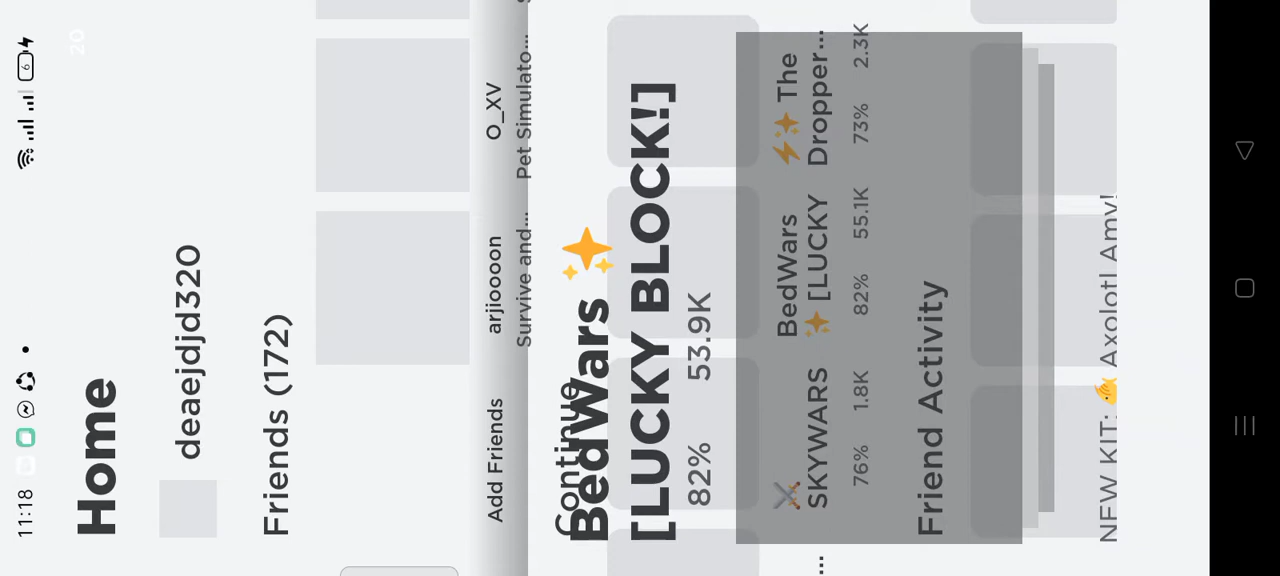 11:18
6
20
Home
deaejdjd320
Friends (172)
Add Friends
arjioooon
O_XV
Survive and...
Pet Simulato...
Continue
BedWars ✨
[LUCKY BLOCK!]
82% 53.9K
⚔️
SKYWARS
76% 1.8K
BedWars
✨ [LUCKY
82% 55.1K
⚡✨ The
Dropper...
73% 2.3K
...
Friend Activity
NEW KIT: 🐠 Axolotl Amy!